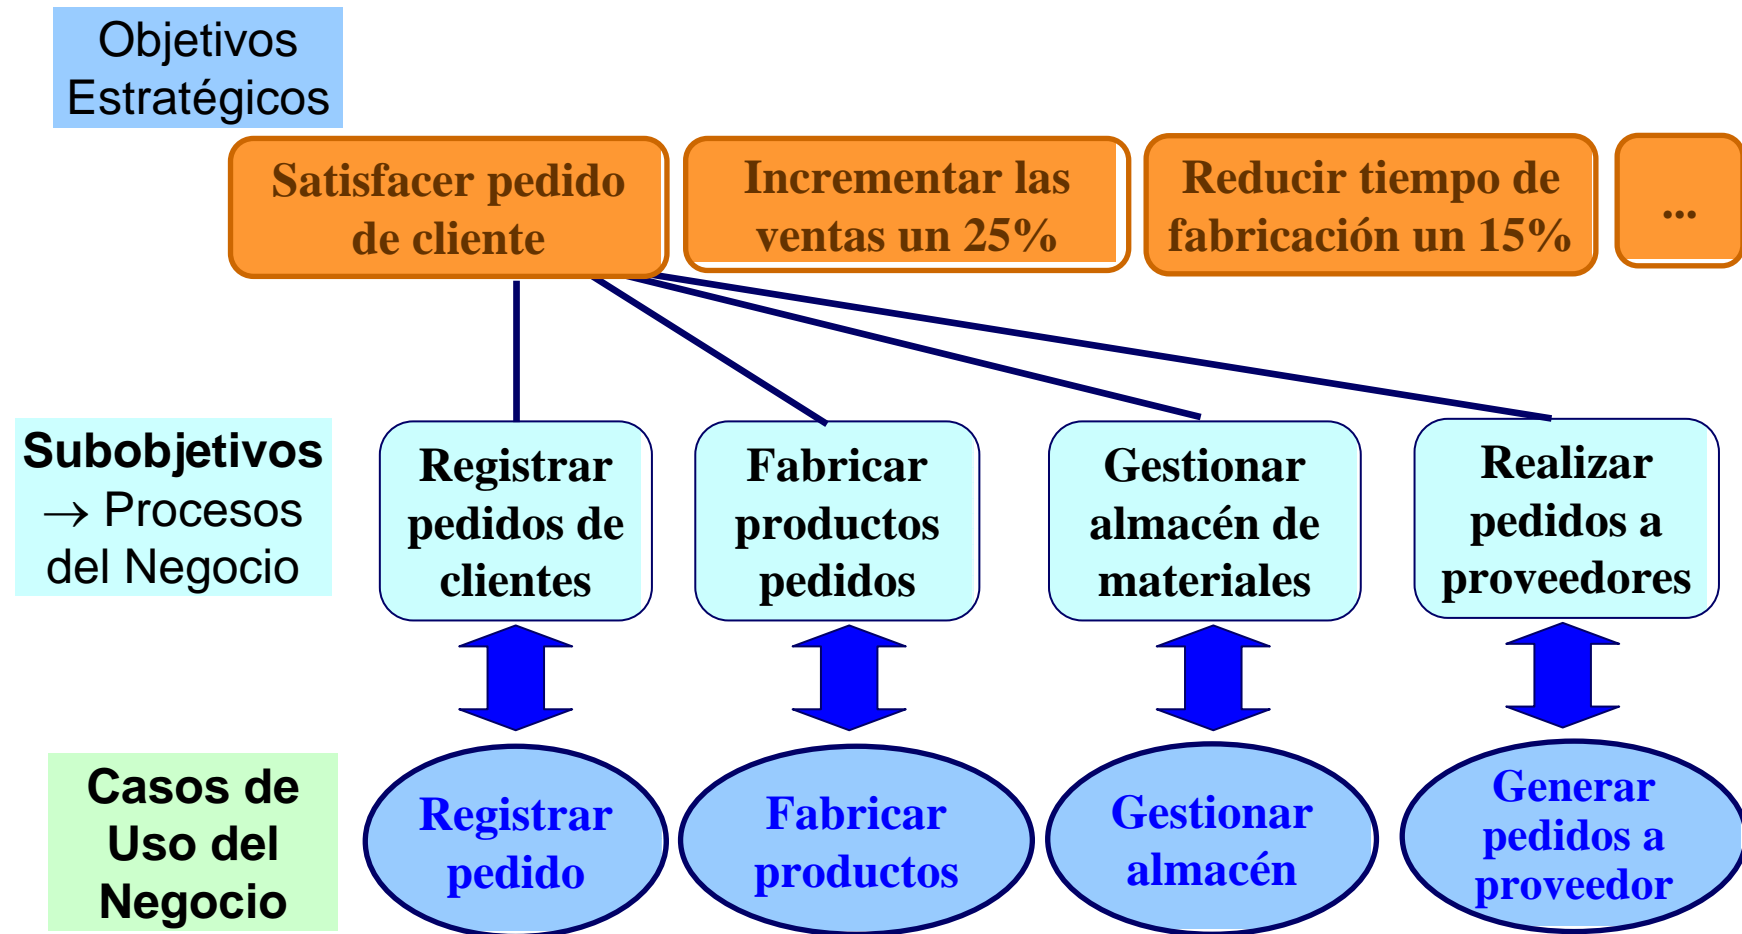 Objetivos
Estratégicos
Satisfacer pedido
de cliente
Incrementar las
ventas un 25%
Reducir tiempo de
fabricación un 15%
...
Subobjetivos
→ Procesos
del Negocio
Registrar
pedidos de
clientes
Fabricar
productos
pedidos
Gestionar
almacén de
materiales
Realizar
pedidos a
proveedores
Casos de
Uso del
Negocio
Registrar
pedido
Fabricar
productos
Gestionar
almacén
Generar
pedidos a
proveedor